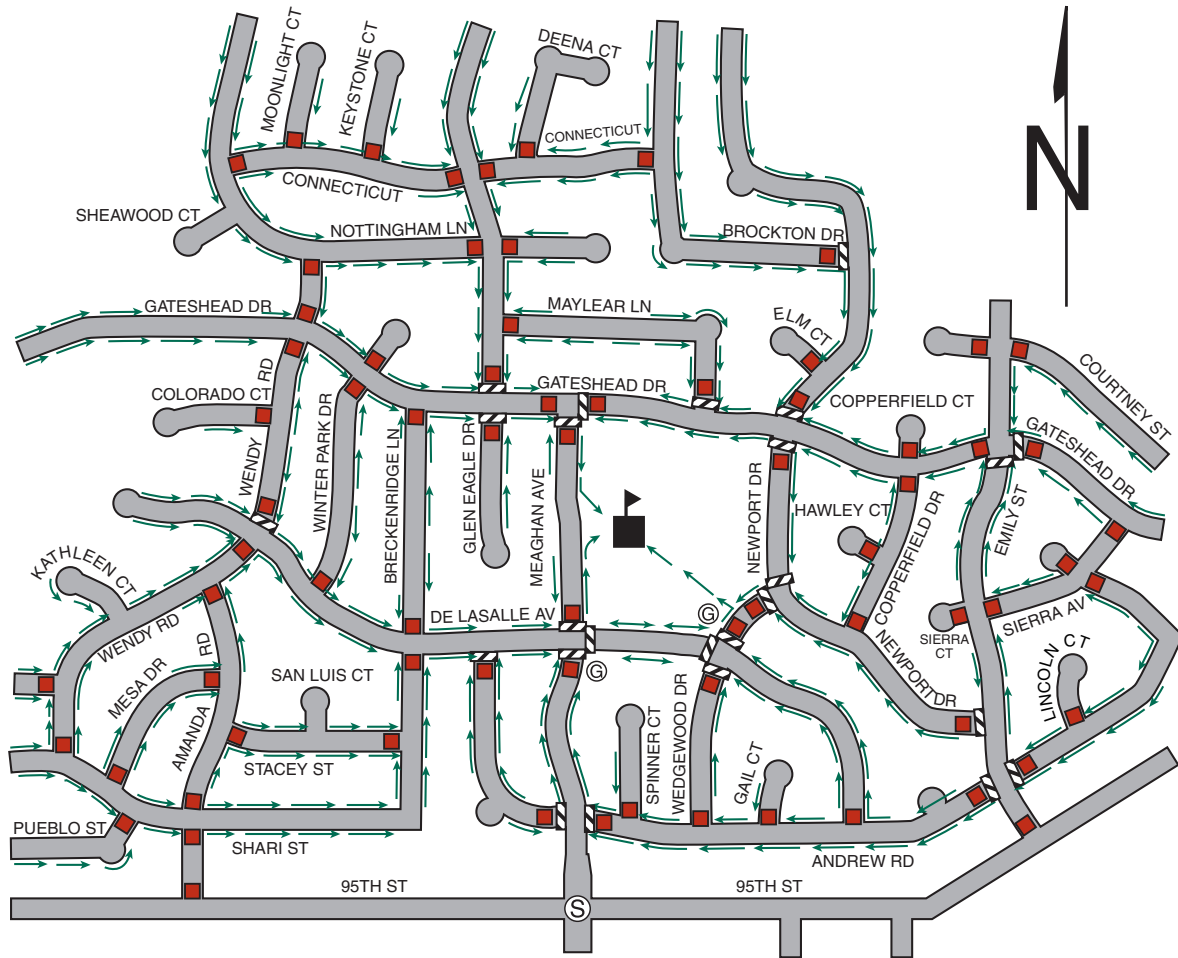 MOONLIGHT CT
KEYSTONE CT
DEENA CT
CONNECTICUT
CONNECTICUT
N
SHEAWOOD CT
NOTTINGHAM LN
BROCKTON DR
GATESHEAD DR
MAYLEAR LN
ELM CT
COURTNEY ST
COLORADO CT
WENDY RD
WINTER PARK DR
BRECKENRIDGE LN
GLEN EAGLE DR
GATESHEAD DR
MEAGHAN AVE
COPPERFIELD CT
GATESHEAD DR
NEWPORT DR
HAWLEY CT
COPPERFIELD DR
EMILY ST
KATHLEEN CT
WENDY RD
DE LASALLE AV
G
G
SIERRA AV
SIERRA
CT
NEWPORT DR
LINCOLN CT
MESA DR
AMANDA RD
SAN LUIS CT
STACEY ST
SPINNER CT
WEDGEWOOD DR
GAIL CT
PUEBLO ST
SHARI ST
ANDREW RD
95TH ST
S
95TH ST